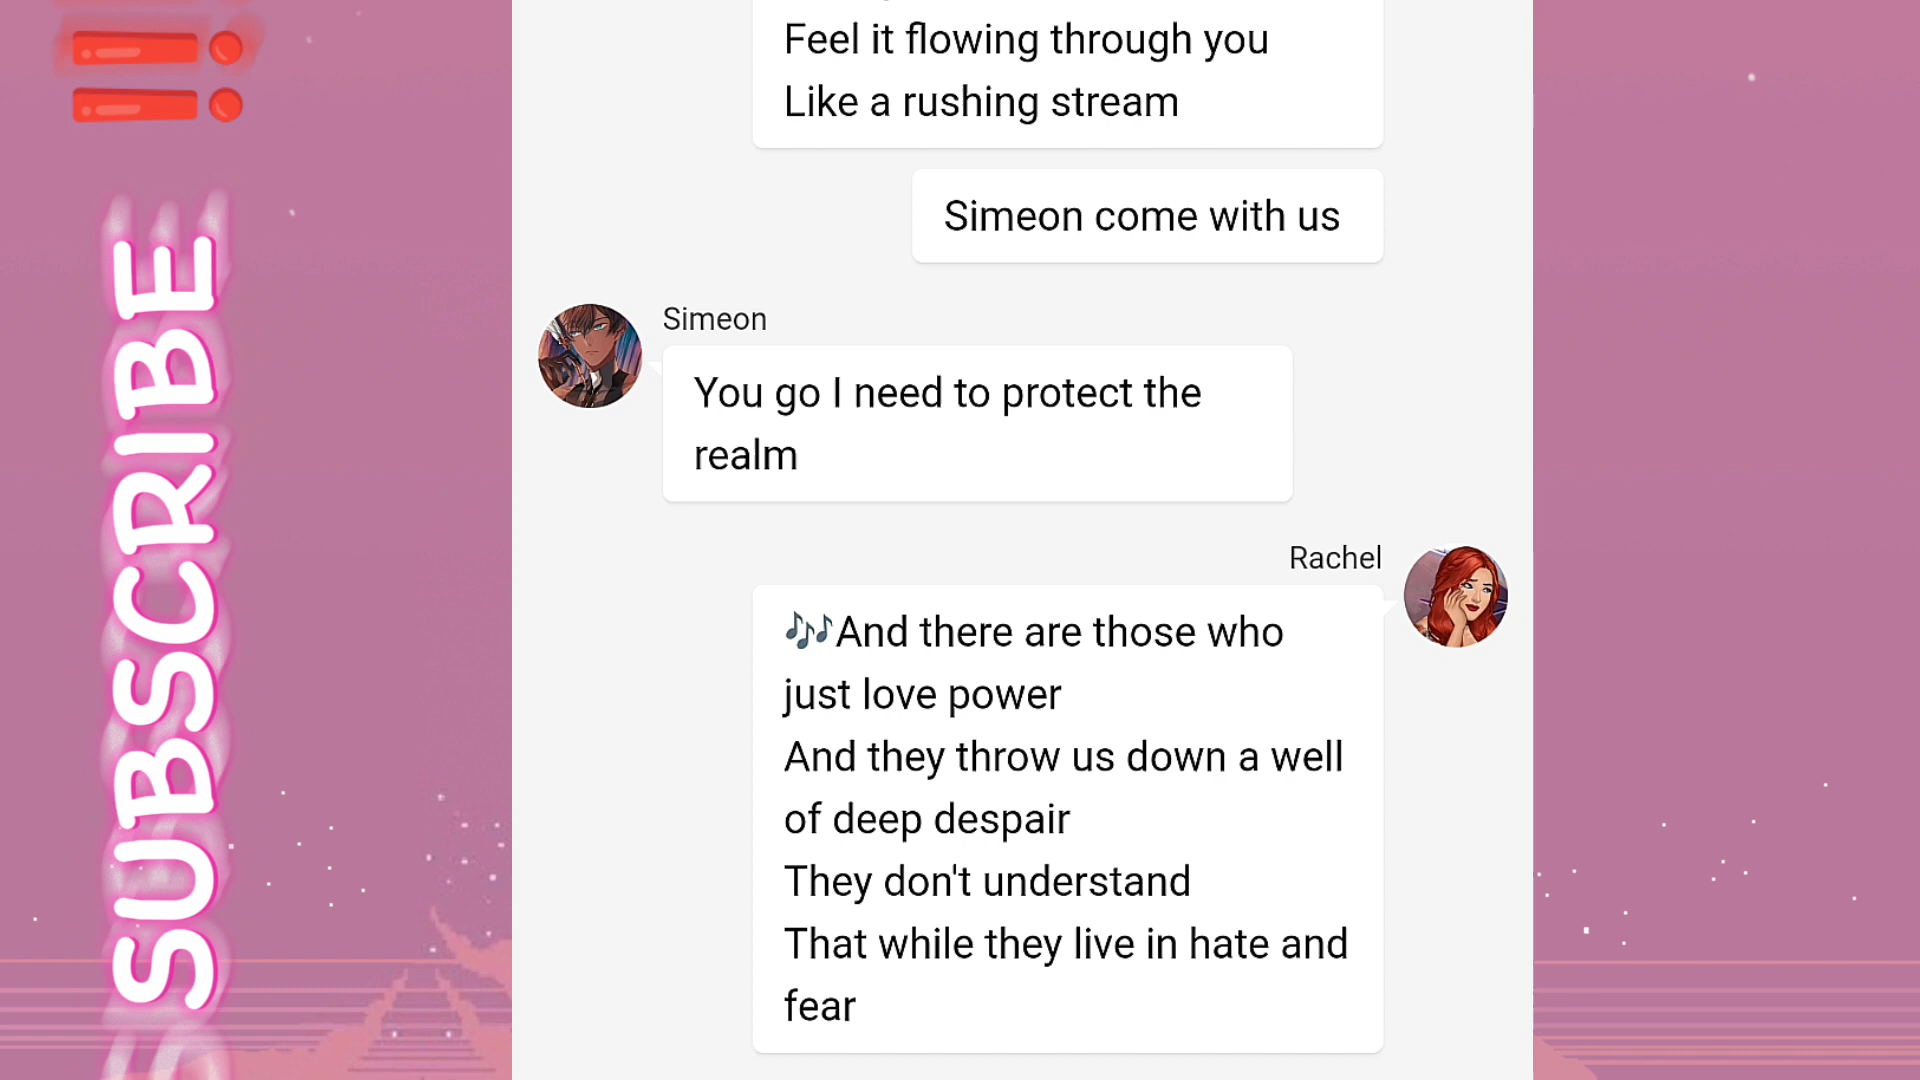 SUBSCRIBE
Feel it flowing through you
Like a rushing stream
Simeon come with us
Simeon
You go I need to protect the
realm
Rachel
🎶And there are those who
just love power
And they throw us down a well
of deep despair
They don't understand
That while they live in hate and
fear